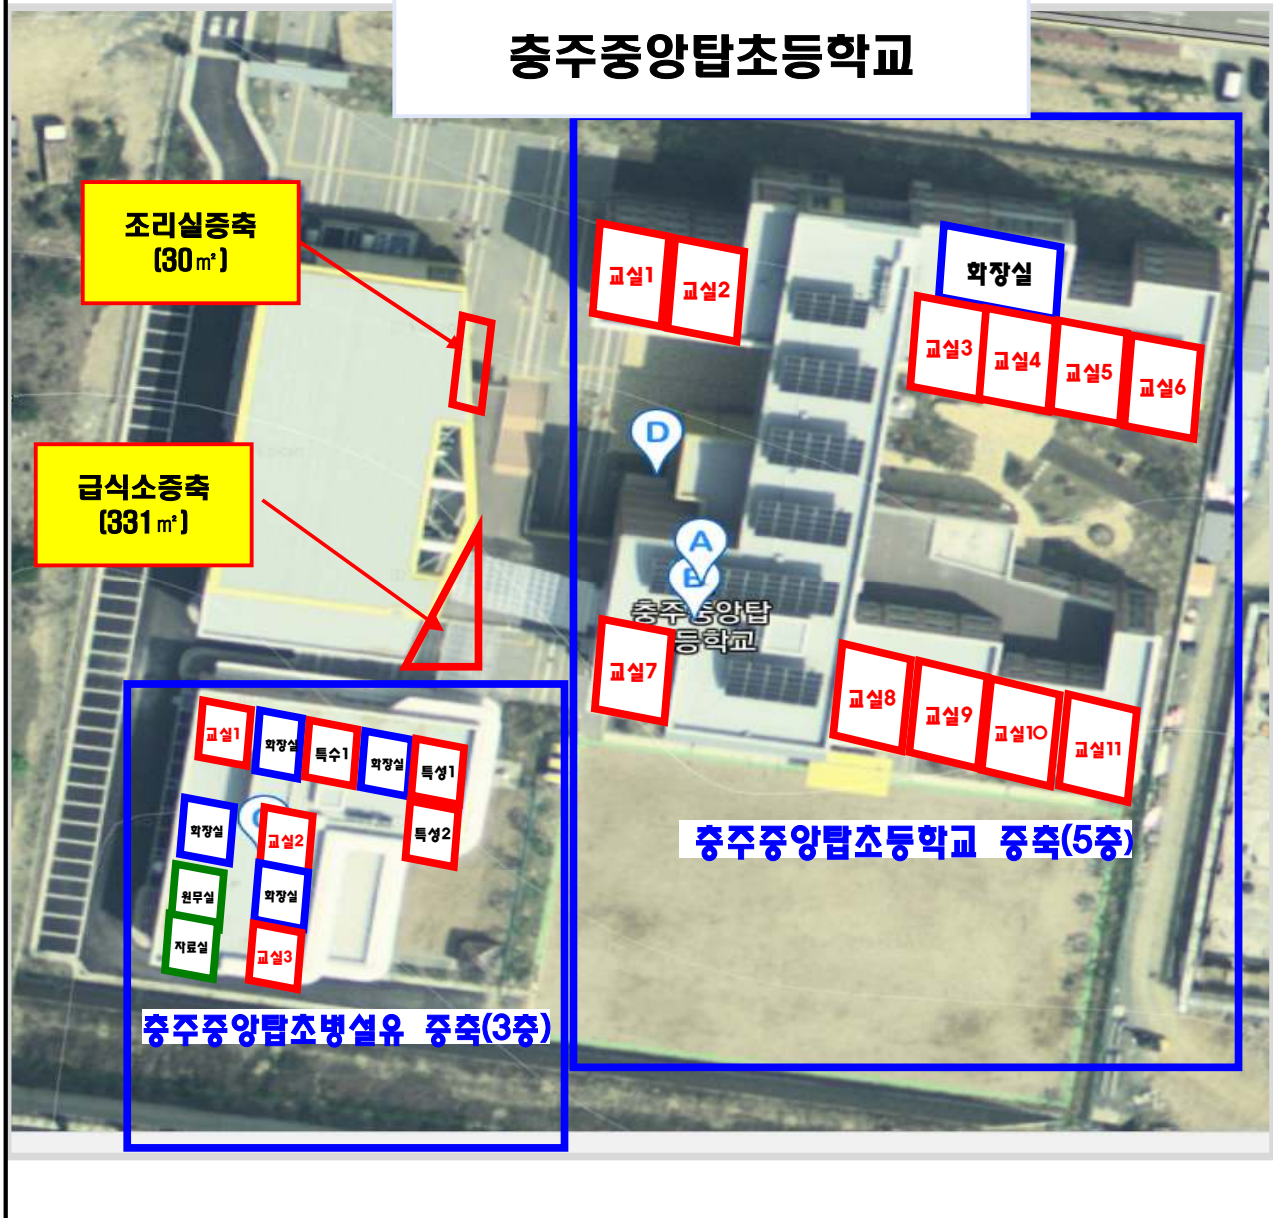 충주중앙탑초등학교
조리실증축
(30㎡)
급식소증축
(331㎡)
교실1
교실2
화장실
교실3
교실4
교실5
교실6
D
A
B
충주중앙탑
등학교
교실7
교실8
교실9
교실10
교실11
충주중앙탑초등학교 증축(5층)
교실1
화장실
특수1
화장실
특성1
화장실
교실2
특성2
원무실
화장실
자료실
교실3
충주중앙탑초병설유 증축(3층)